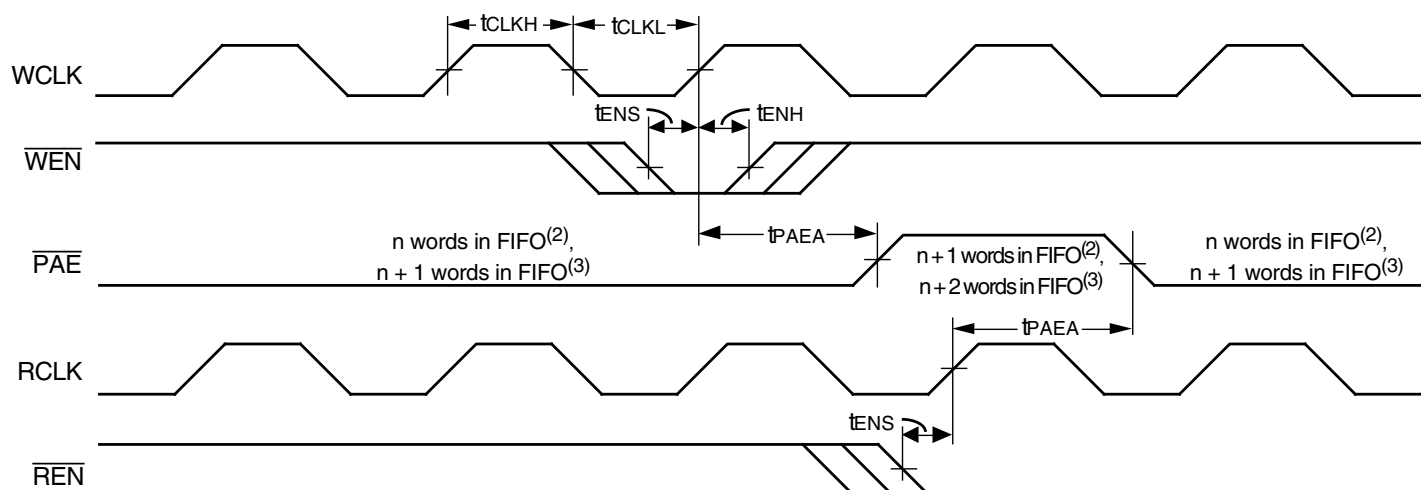 tCLKH tCLKL
WCLK
tENS tENH
WEN
tPAEA
n words in FIFO(2),
n + 1 words in FIFO(3)
PAE
n + 1 words in FIFO(2),
n + 2 words in FIFO(3)
n words in FIFO(2),
n + 1 words in FIFO(3)
tPAEA
RCLK
tENS
REN